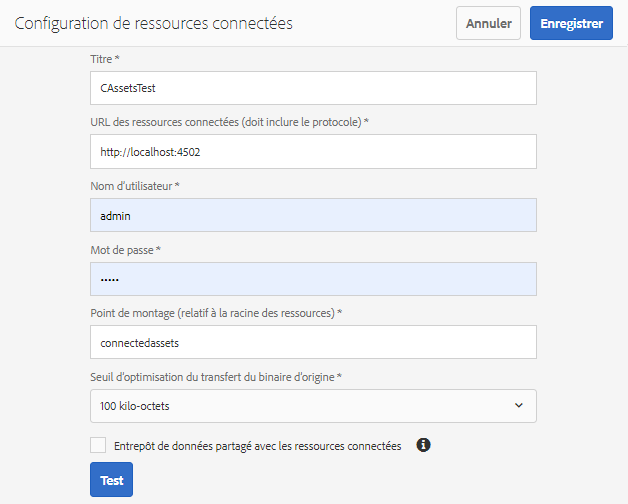 Configuration de ressources connectées
Annuler
Enregistrer
Titre *
CAssetsTest
URL des ressources connectées (doit inclure le protocole) *
http://localhost:4502
Nom d'utilisateur *
admin
Mot de passe *
•••••
Point de montage (relatif à la racine des ressources) *
connectedassets
Seuil d'optimisation du transfert du binaire d'origine *
100 kilo-octets
Entrepôt de données partagé avec les ressources connectées
Test